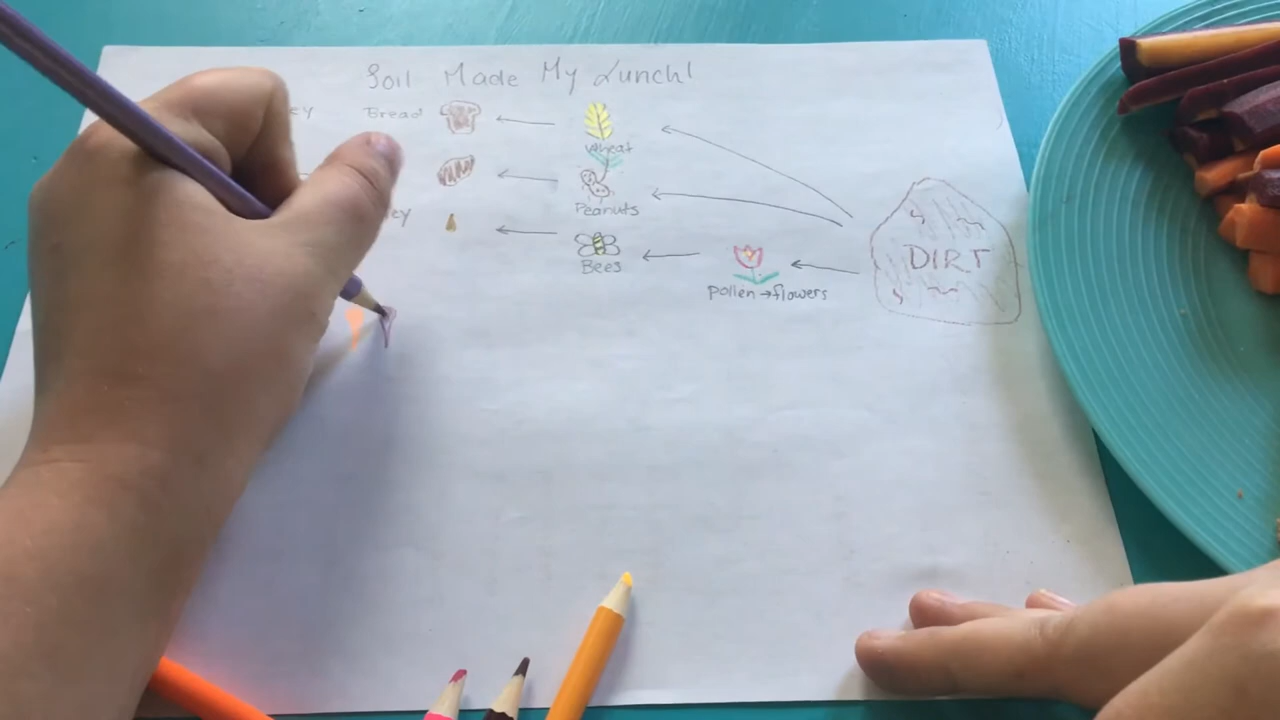 Soil Made My Lunch!
Bread
Wheat
Peanuts
Bees
pollen → flowers
DIRT